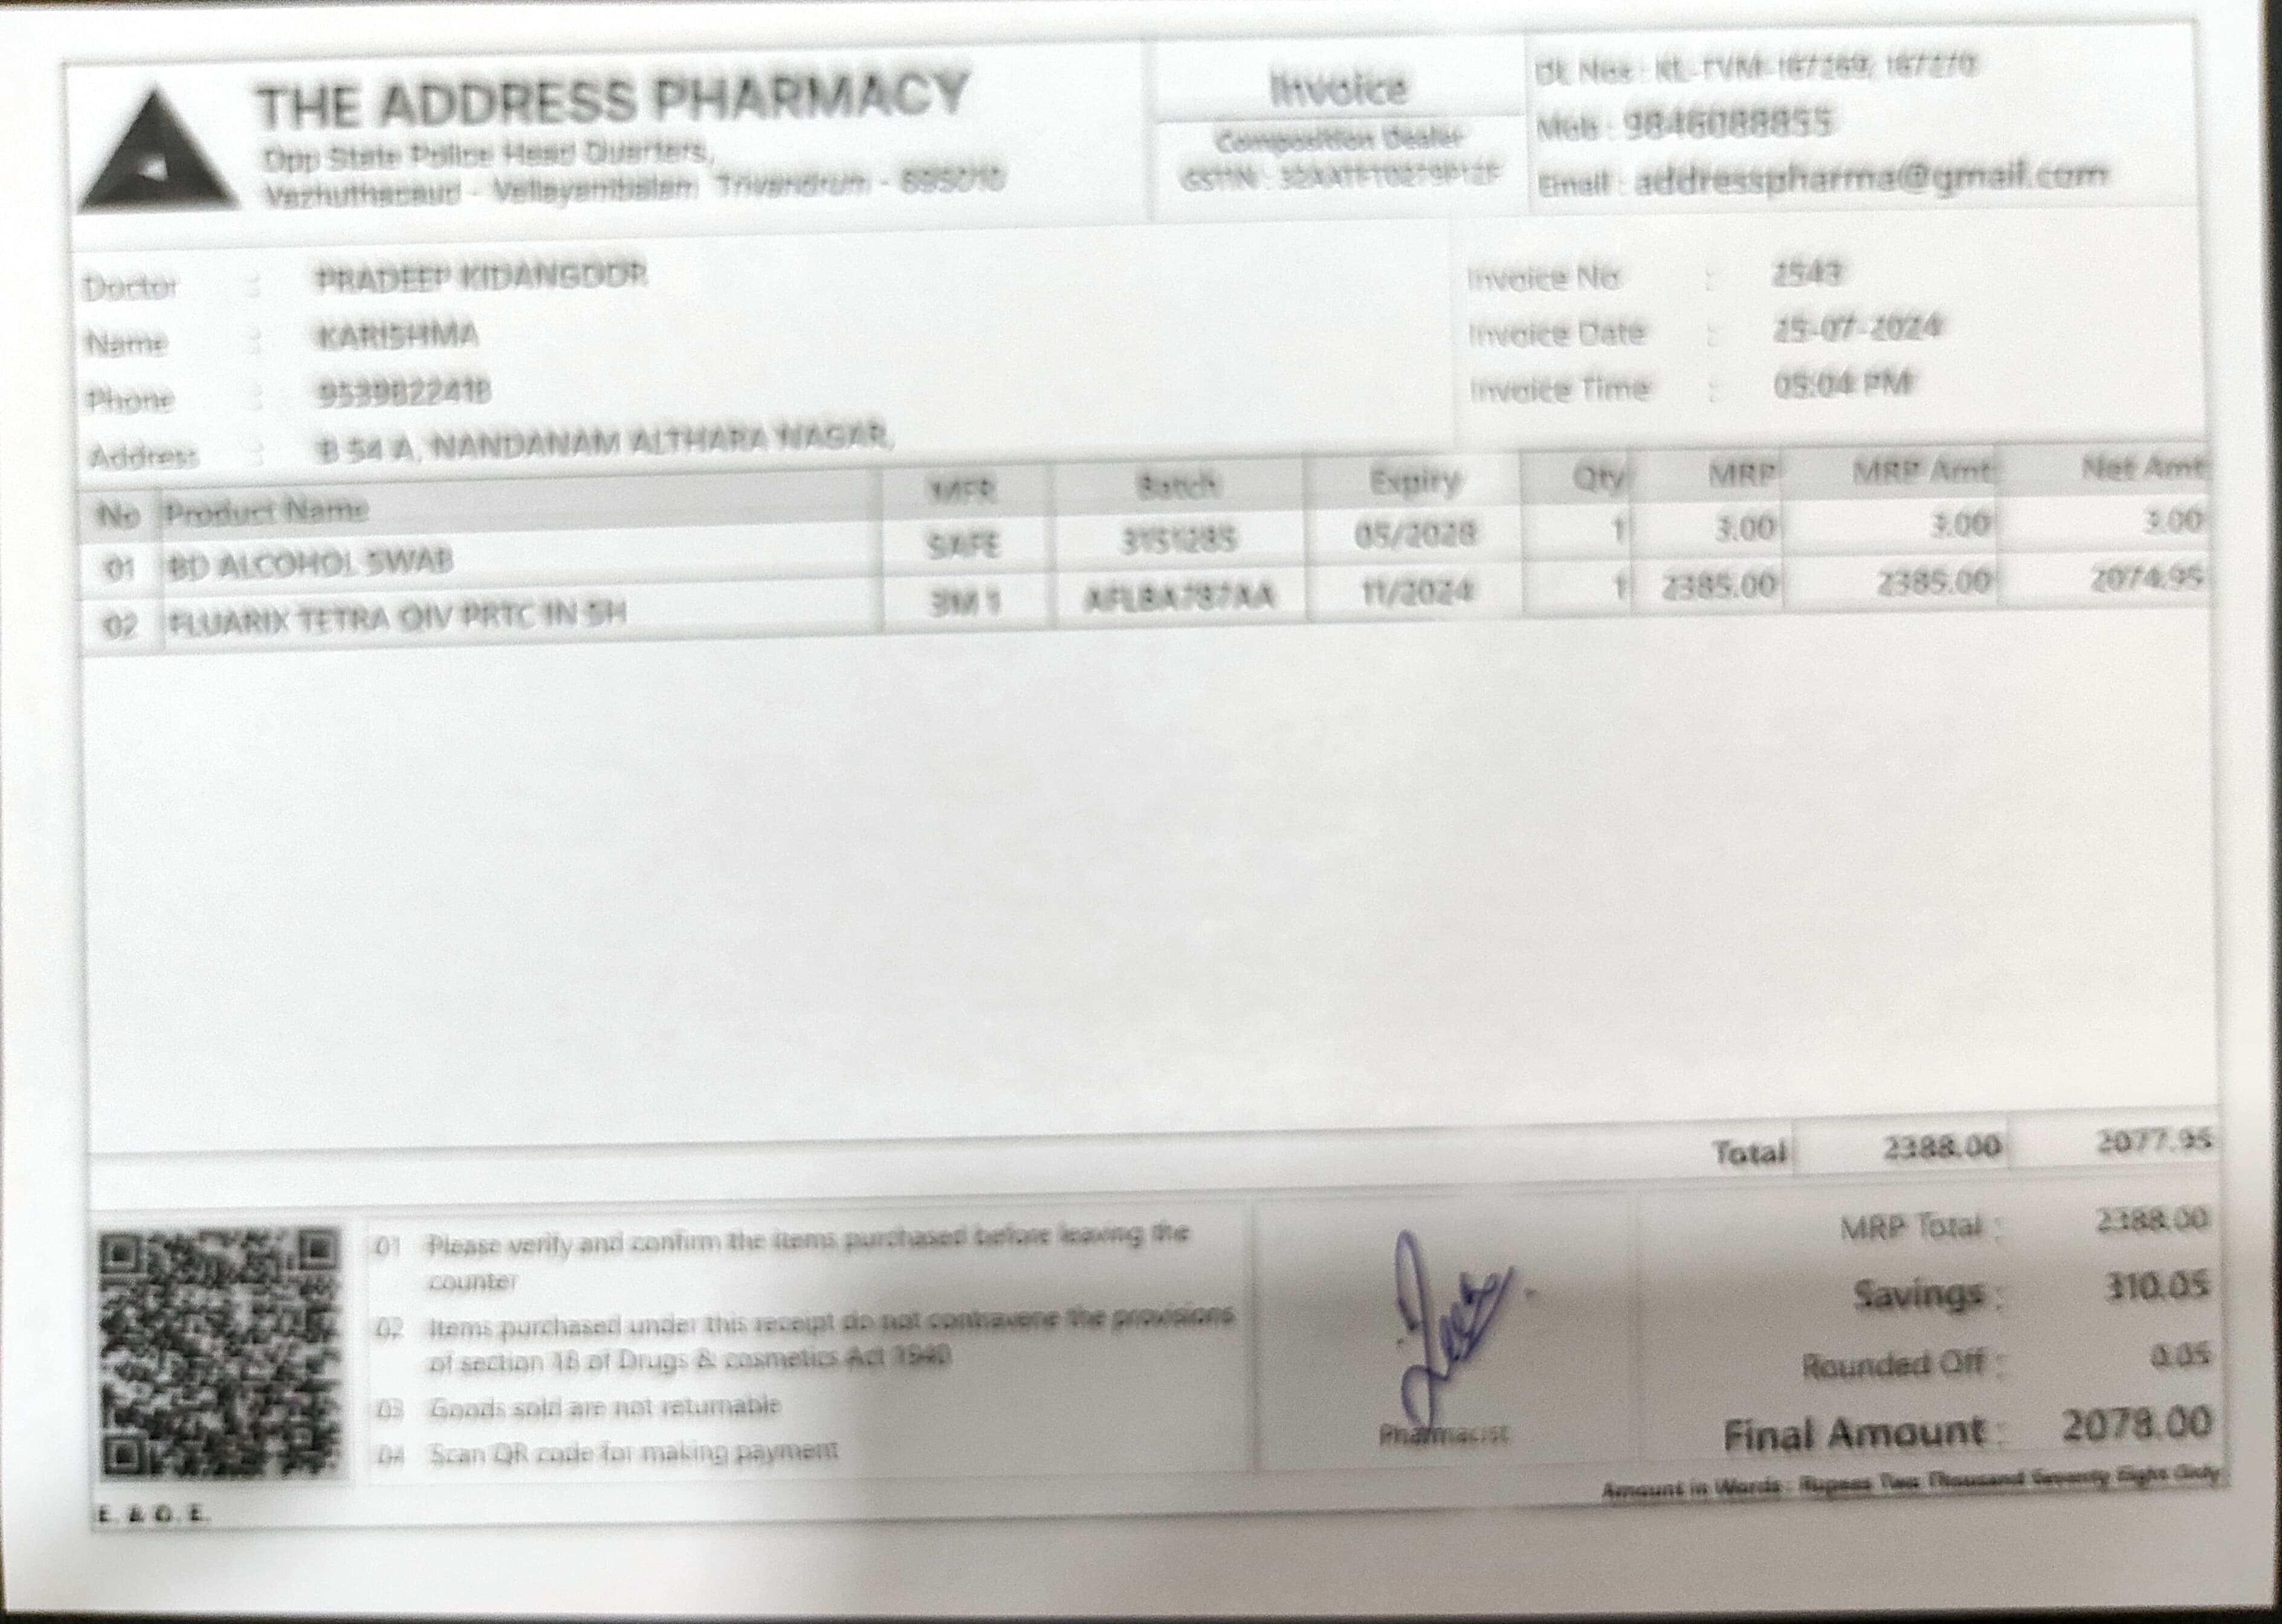 THE ADDRESS PHARMACY
Opp State Police Head Quarters,
Vazhuthacaud - Vellayambalam Trivandrum - 695010
Invoice
Composition Dealer
GSTIN :
DL Nos : KL-TVM-167269, 167270
Mob : 9846088855
Email : addresspharma@gmail.com
Doctor : PRADEEP KIDANGOOR
Name : KARISHMA
Phone : 9539822418
Address : B 54 A, NANDANAM ALTHARA NAGAR,
Invoice No : 1543
Invoice Date : 25-07-2024
Invoice Time : 05:04 PM
No Product Name MFR Batch Expiry Qty MRP MRP Amt Net Amt
01 BD ALCOHOL SWAB SAFE 05/2028 1 3.00 3.00 3.00
02 FLUARIX TETRA QIV PRTC IN SH 11/2024 1 2385.00 2385.00 2074.95
Total 2388.00 2077.95
01 Please verify and confirm the items purchased before leaving the
counter
02 Items purchased under this receipt do not contravene the provisions
of section 18 of Drugs & cosmetics Act 1940
03 Goods sold are not returnable
04 Scan QR code for making payment
Pharmacist
MRP Total : 2388.00
Savings : 310.05
Rounded Off : 0.05
Final Amount : 2078.00
Amount in Words : Rupees Two Thousand Seventy Eight Only
E. & O. E.